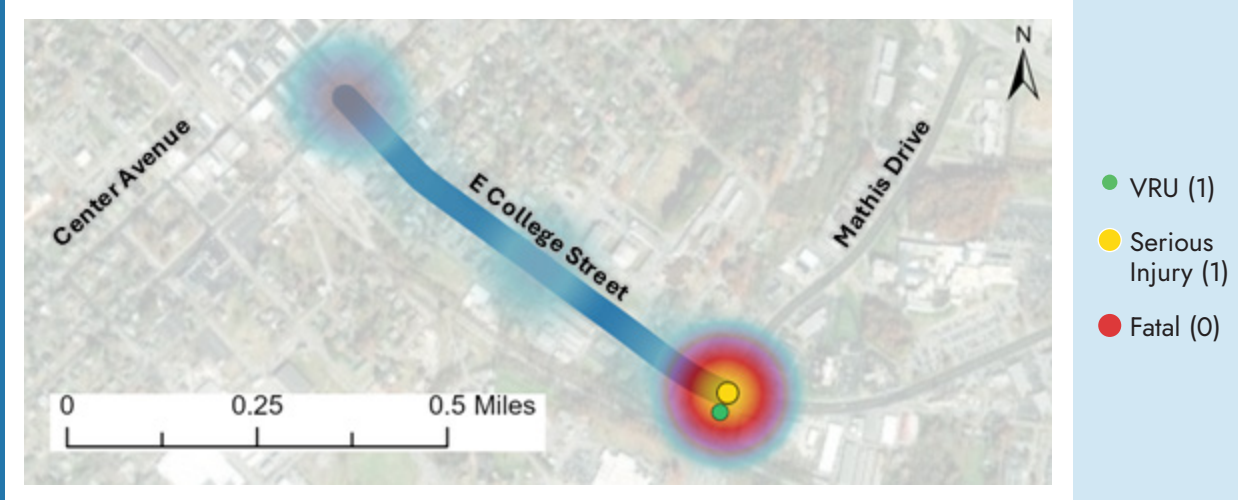 N
Center Avenue
E College Street
Mathis Drive
0 0.25 0.5 Miles
VRU (1)
Serious
Injury (1)
Fatal (0)